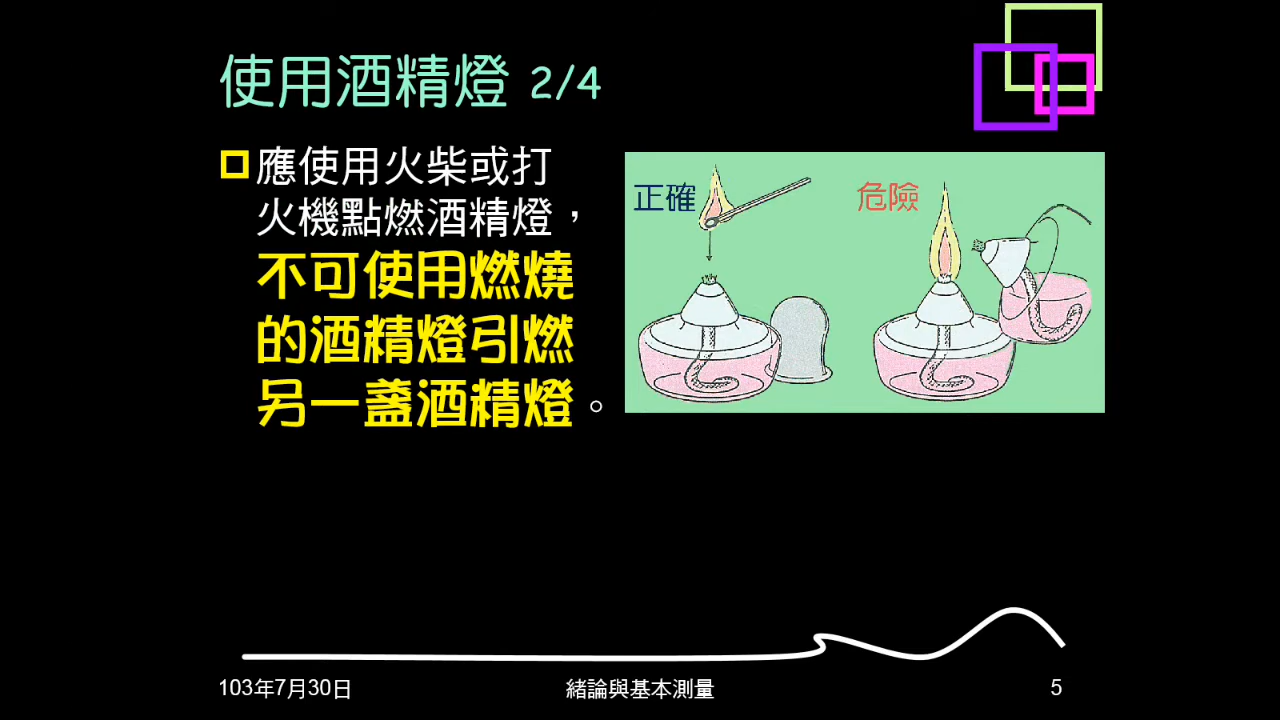 使用酒精燈 2/4
應使用火柴或打
火機點燃酒精燈，
不可使用燃燒
的酒精燈引燃
另一盞酒精燈。
正確
危險
103年7月30日
緒論與基本測量
5